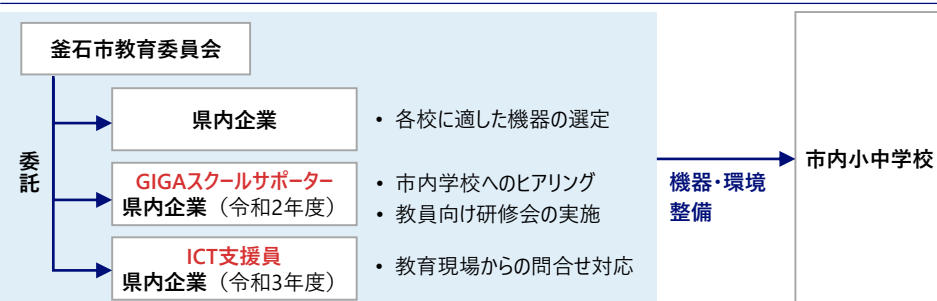 釜石市教育委員会
委託
県内企業
• 各校に適した機器の選定
GIGAスクールサポーター
県内企業（令和2年度）
• 市内学校へのヒアリング
• 教員向け研修会の実施
ICT支援員
県内企業（令和3年度）
• 教育現場からの問合せ対応
機器・環境
整備
市内小中学校